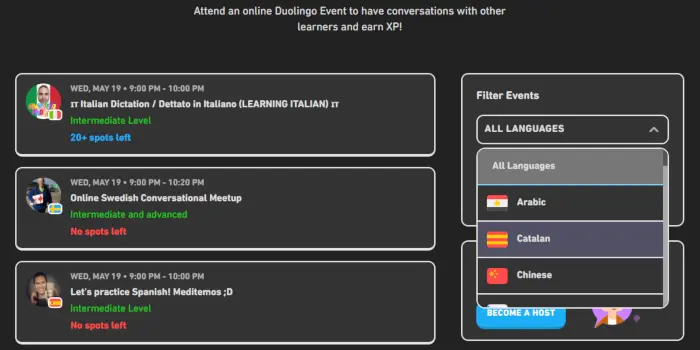 Attend an online Duolingo Event to have conversations with other
learners and earn XP!
WED, MAY 19 • 9:00 PM - 10:00 PM
IT Italian Dictation / Dettato in Italiano (LEARNING ITALIAN) IT
Intermediate Level
20+ spots left
WED, MAY 19 • 9:00 PM - 10:20 PM
Online Swedish Conversational Meetup
Intermediate and advanced
No spots left
WED, MAY 19 • 9:00 PM - 10:00 PM
Let's practice Spanish! Meditemos ;D
Intermediate Level
No spots left
Filter Events
ALL LANGUAGES
All Languages
Arabic
Catalan
Chinese
BECOME A HOST